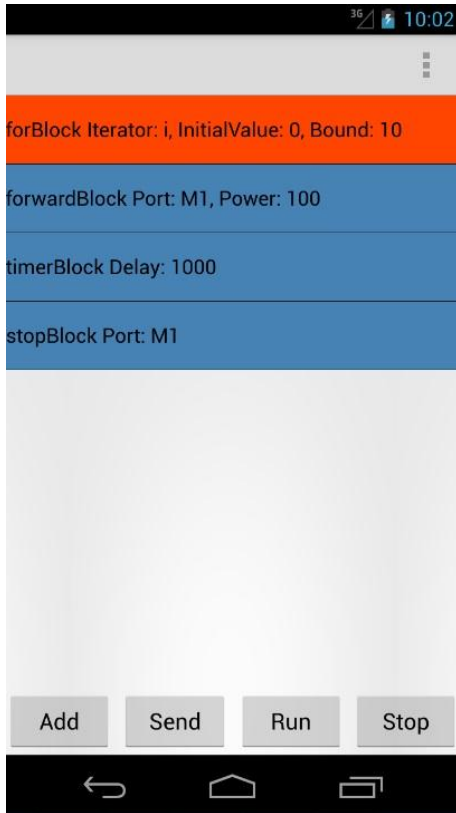 3G 10:02
forBlock Iterator: i, InitialValue: 0, Bound: 10
forwardBlock Port: M1, Power: 100
timerBlock Delay: 1000
stopBlock Port: M1
Add Send Run Stop